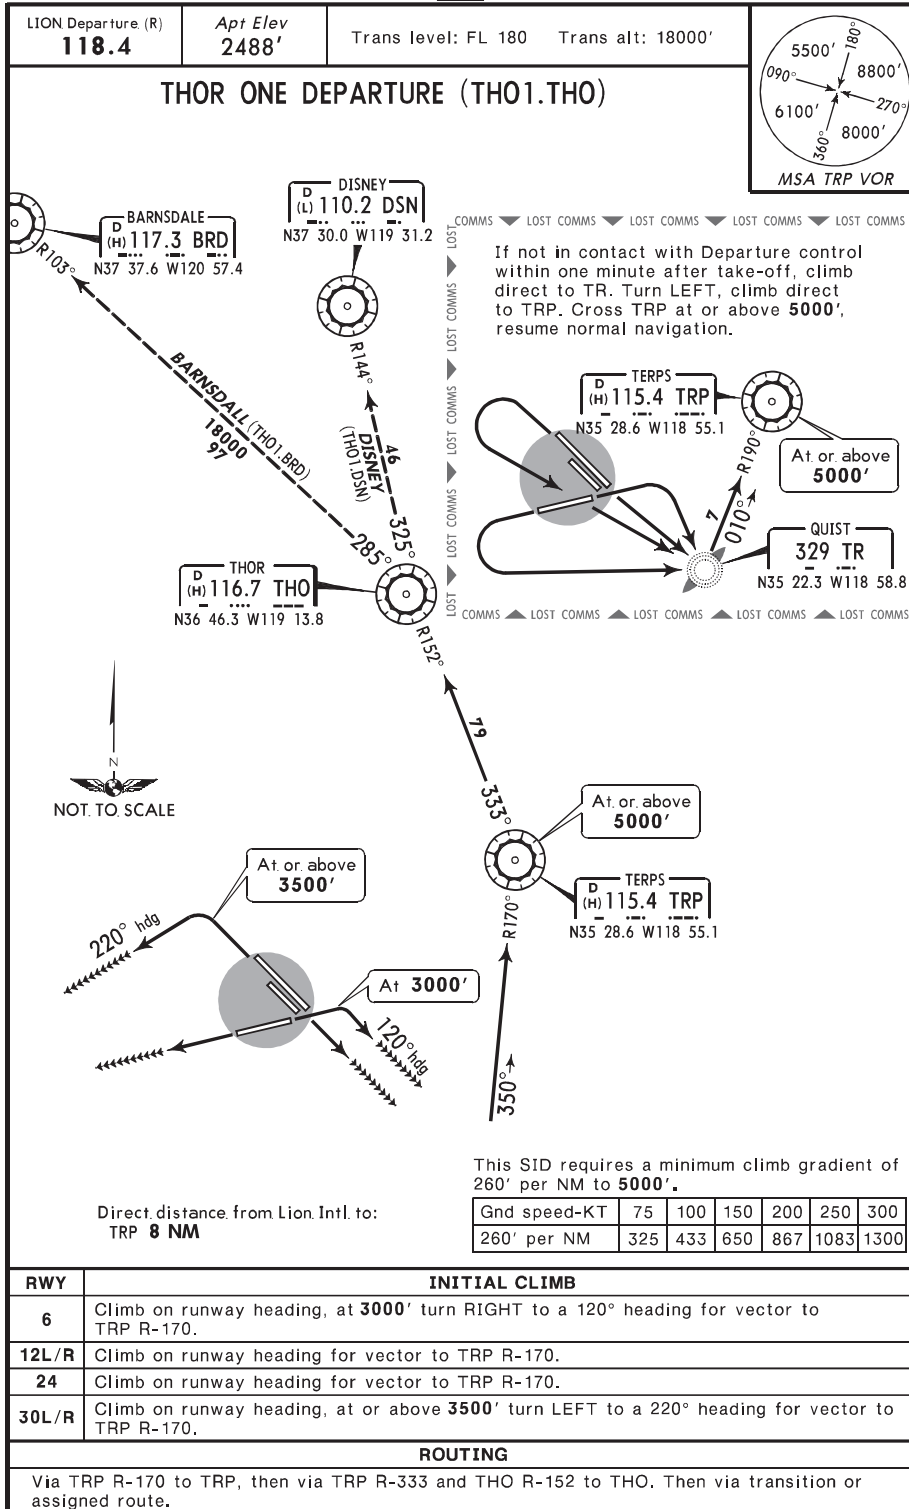 LION Departure (R)
118.4
Apt Elev
2488'
Trans level: FL 180 Trans alt: 18000'
THOR ONE DEPARTURE (THO1.THO)
5500'
180°
090°
8800'
270°
6100'
360°
8000'
MSA TRP VOR
BARNSDALE
D
(H) 117.3 BRD
N37 37.6 W120 57.4
R103°
DISNEY
D
(L) 110.2 DSN
N37 30.0 W119 31.2
R144°
BARNSDALL (THO1.BRD)
18000
97
46
DISNEY
(THO1.DSN)
285°
325°
THOR
D
(H) 116.7 THO
N36 46.3 W119 13.8
R152°
LOST COMMS LOST COMMS LOST COMMS LOST COMMS LOST COMMS
LOST COMMS LOST COMMS LOST COMMS LOST COMMS LOST
If not in contact with Departure control
within one minute after take-off, climb
direct to TR. Turn LEFT, climb direct
to TRP. Cross TRP at or above 5000',
resume normal navigation.
TERPS
D
(H) 115.4 TRP
N35 28.6 W118 55.1
R190°
At or above
5000'
7
010°
QUIST
329 TR
N35 22.3 W118 58.8
COMMS LOST COMMS LOST COMMS LOST COMMS LOST COMMS
79
333°
N
NOT TO SCALE
At or above
5000'
TERPS
D
(H) 115.4 TRP
N35 28.6 W118 55.1
R170°
350°
At or above
3500'
220° hdg
At 3000'
120° hdg
This SID requires a minimum climb gradient of
260' per NM to 5000'.
Gnd speed-KT 75 100 150 200 250 300
260' per NM 325 433 650 867 1083 1300
Direct distance from Lion Intl to:
TRP 8 NM
RWY INITIAL CLIMB
6 Climb on runway heading, at 3000' turn RIGHT to a 120° heading for vector to
TRP R-170.
12L/R Climb on runway heading for vector to TRP R-170.
24 Climb on runway heading for vector to TRP R-170.
30L/R Climb on runway heading, at or above 3500' turn LEFT to a 220° heading for vector to
TRP R-170.
ROUTING
Via TRP R-170 to TRP, then via TRP R-333 and THO R-152 to THO. Then via transition or
assigned route.